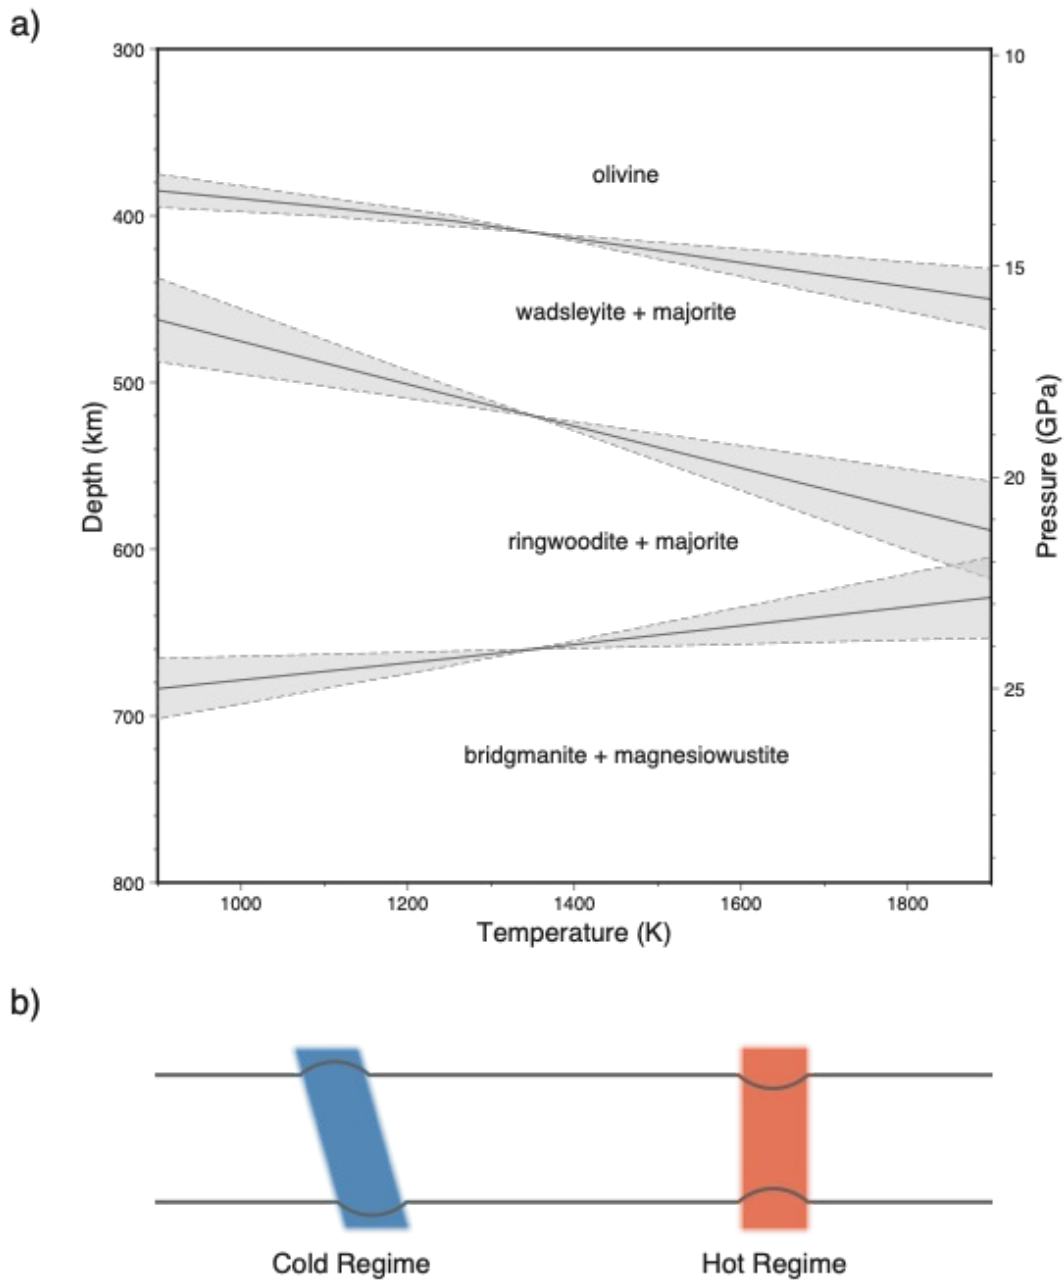 a)
300
10
olivine
400
15
wadsleyite + majorite
500
Depth (km)
Pressure (GPa)
20
ringwoodite + majorite
600
25
700
bridgmanite + magnesiowustite
800
1000 1200 1400 1600 1800
Temperature (K)
b)
Cold Regime Hot Regime